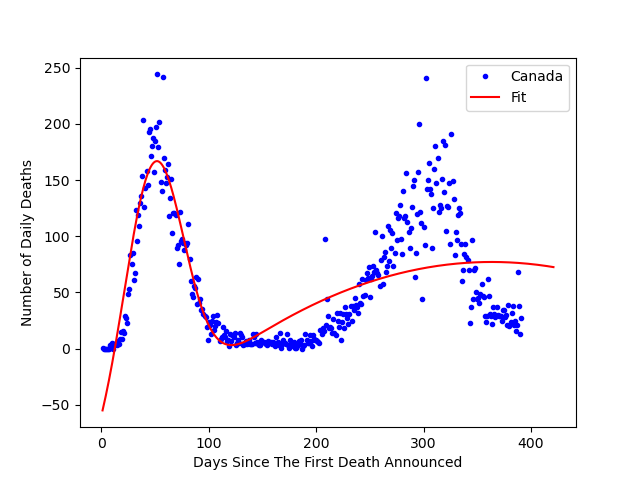 Canada
Fit
250
200
150
100
50
0
−50
Number of Daily Deaths
0 100 200 300 400
Days Since The First Death Announced